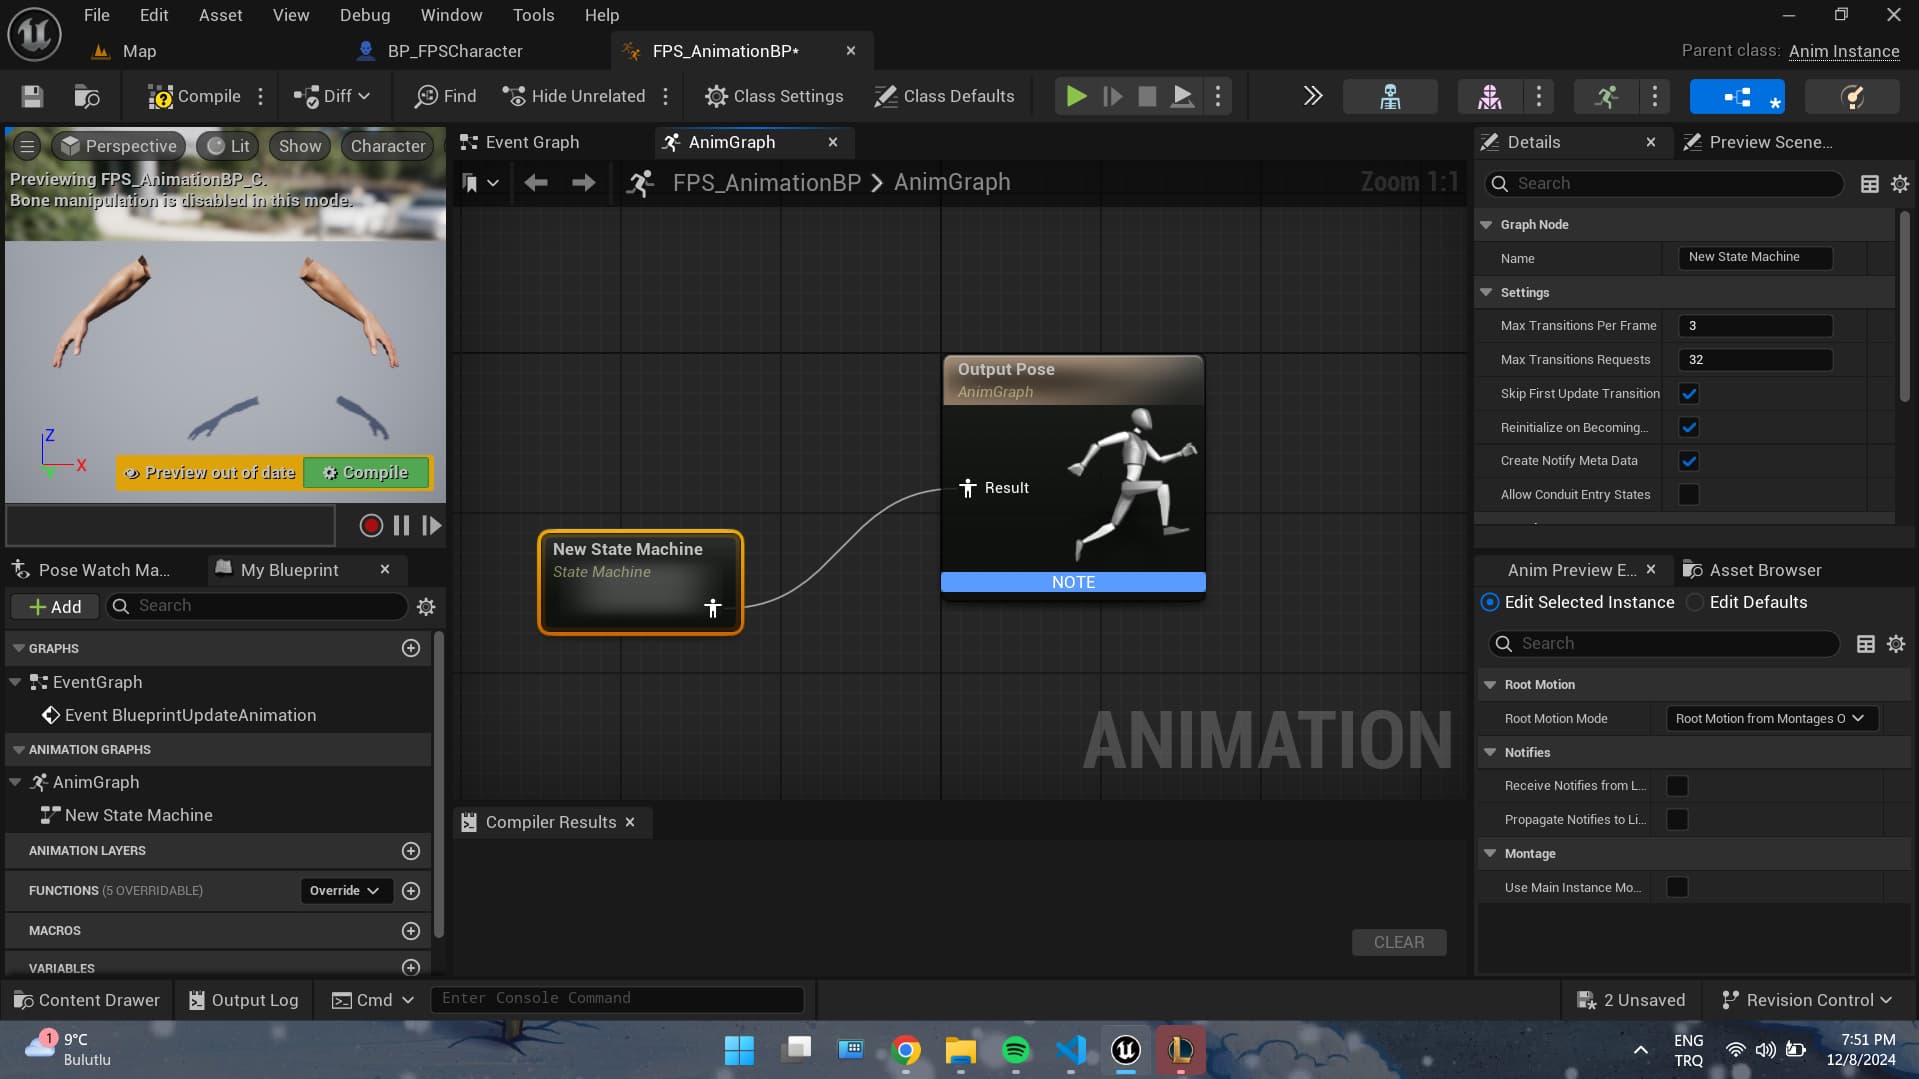 File Edit Asset View Debug Window Tools Help
Map
BP_FPSCharacter
FPS_AnimationBP*
Parent class: Anim Instance
Compile
Diff
Find
Hide Unrelated
Class Settings
Class Defaults
Perspective
Lit
Show
Character
Previewing FPS_AnimationBP_C.
Bone manipulation is disabled in this mode.
Z
X
Y
Preview out of date
Compile
Pose Watch Ma...
My Blueprint
Add
Search
GRAPHS
EventGraph
Event BlueprintUpdateAnimation
ANIMATION GRAPHS
AnimGraph
New State Machine
ANIMATION LAYERS
FUNCTIONS (5 OVERRIDABLE)
Override
MACROS
VARIABLES
Event Graph
AnimGraph
FPS_AnimationBP > AnimGraph
Zoom 1:1
Output Pose
AnimGraph
Result
NOTE
New State Machine
State Machine
ANIMATION
Compiler Results
CLEAR
Details
Preview Scene...
Search
Graph Node
Name New State Machine
Settings
Max Transitions Per Frame 3
Max Transitions Requests 32
Skip First Update Transition
Reinitialize on Becoming...
Create Notify Meta Data
Allow Conduit Entry States
Anim Preview E...
Asset Browser
Edit Selected Instance
Edit Defaults
Search
Root Motion
Root Motion Mode Root Motion from Montages O
Notifies
Receive Notifies from L...
Propagate Notifies to Li...
Montage
Use Main Instance Mo...
Content Drawer
Output Log
Cmd
Enter Console Command
2 Unsaved
Revision Control
1
9°C
Bulutlu
ENG
TRQ
7:51 PM
12/8/2024